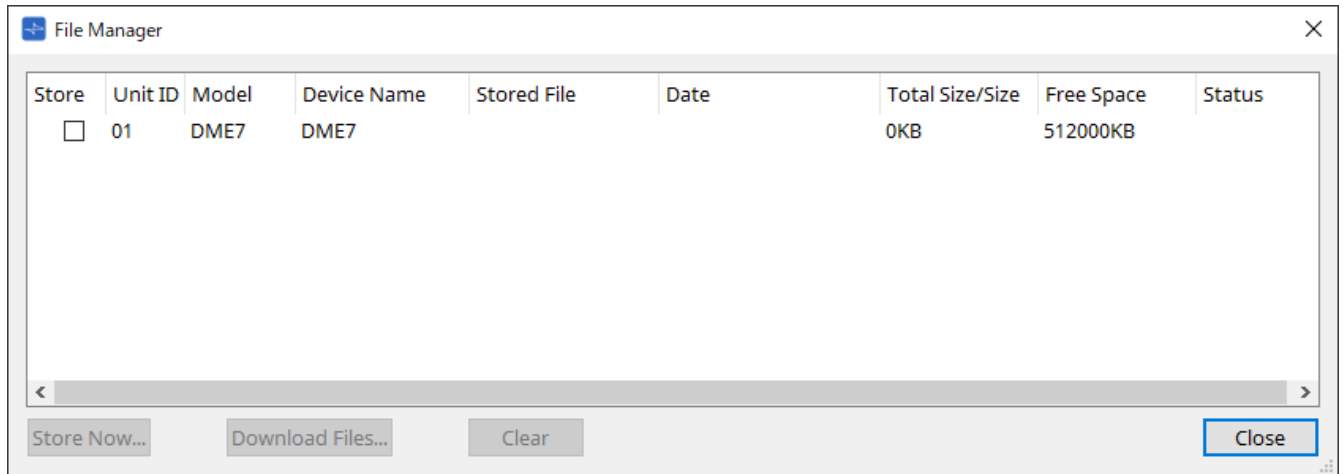 File Manager
Store Unit ID Model Device Name Stored File Date Total Size/Size Free Space Status
01 DME7 DME7 0KB 512000KB
Store Now... Download Files... Clear Close